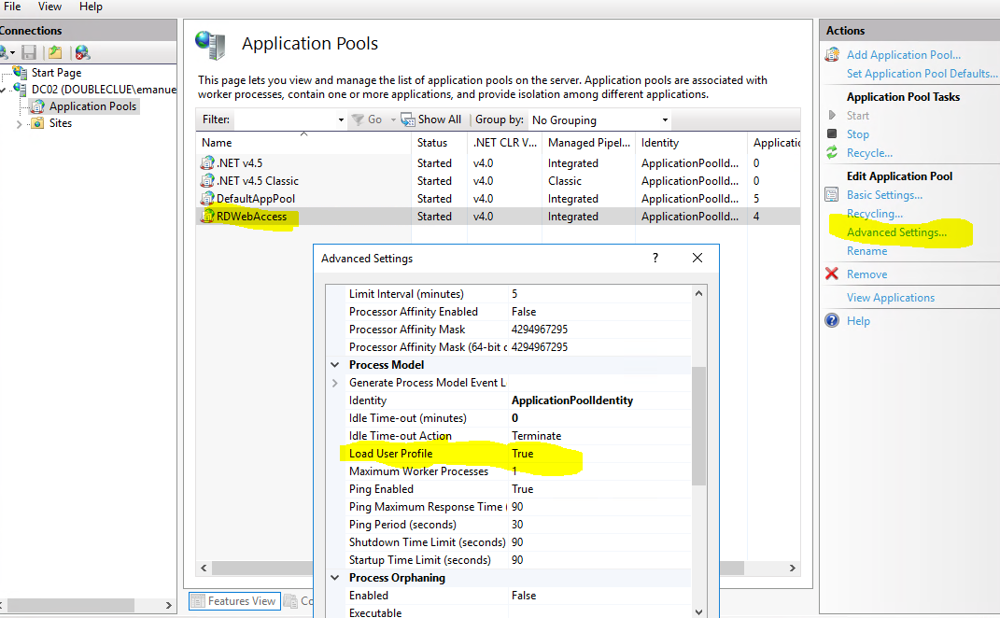 File View Help
Connections
Start Page
DC02 (DOUBLECLUE\emanue
Application Pools
Sites
Application Pools
This page lets you view and manage the list of application pools on the server. Application pools are associated with
worker processes, contain one or more applications, and provide isolation among different applications.
Filter: Go Show All Group by: No Grouping
Name Status .NET CLR V... Managed Pipel... Identity Applicatio
.NET v4.5 Started v4.0 Integrated ApplicationPoolId... 0
.NET v4.5 Classic Started v4.0 Classic ApplicationPoolId... 0
DefaultAppPool Started v4.0 Integrated ApplicationPoolId... 5
RDWebAccess Started v4.0 Integrated ApplicationPoolId... 4
Advanced Settings ?
Limit Interval (minutes) 5
Processor Affinity Enabled False
Processor Affinity Mask 4294967295
Processor Affinity Mask (64-bit c 4294967295
Process Model
Generate Process Model Event L
Identity ApplicationPoolIdentity
Idle Time-out (minutes) 0
Idle Time-out Action Terminate
Load User Profile True
Maximum Worker Processes 1
Ping Enabled True
Ping Maximum Response Time ( 90
Ping Period (seconds) 30
Shutdown Time Limit (seconds) 90
Startup Time Limit (seconds) 90
Process Orphaning
Enabled False
Executable
Features View Co
Actions
Add Application Pool...
Set Application Pool Defaults...
Application Pool Tasks
Start
Stop
Recycle...
Edit Application Pool
Basic Settings...
Recycling...
Advanced Settings...
Rename
Remove
View Applications
Help